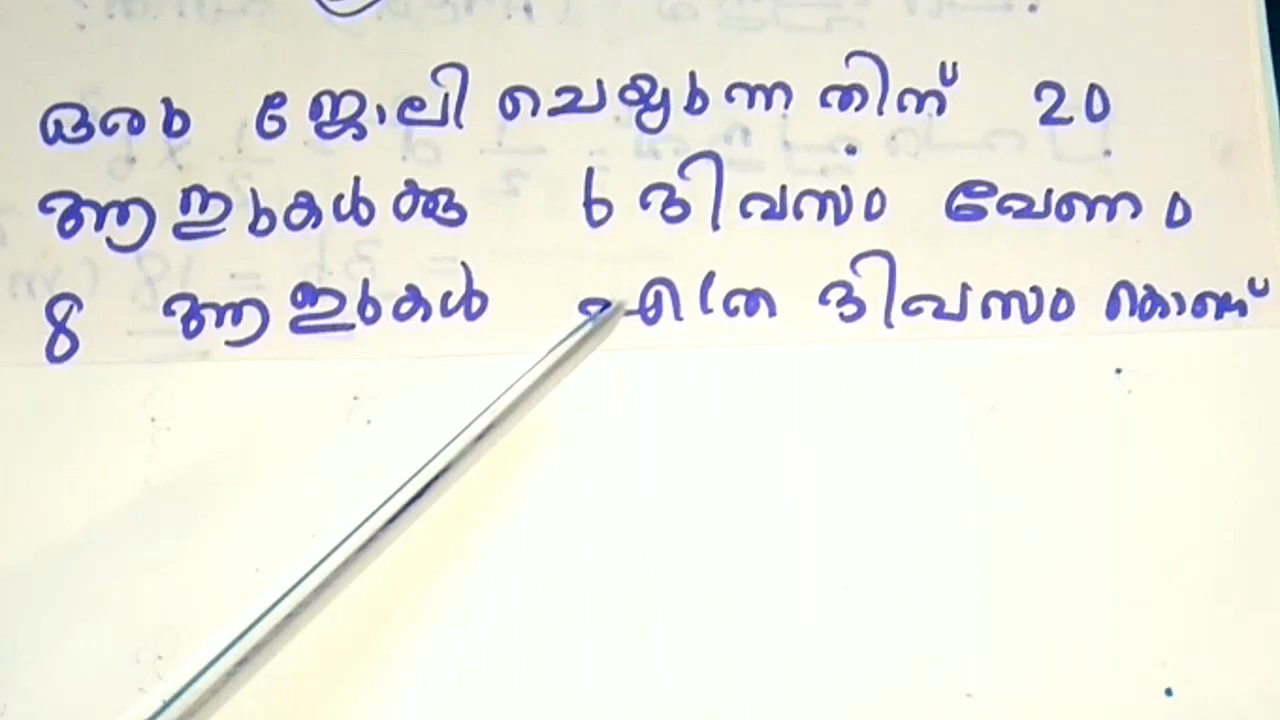 ഒരു ജോലി ചെയ്യുന്നതിന് 20
ആളുകൾക്കു 6 ദിവസം വേണം
8 ആളുകൾ എത്ര ദിവസം കൊണ്ട്